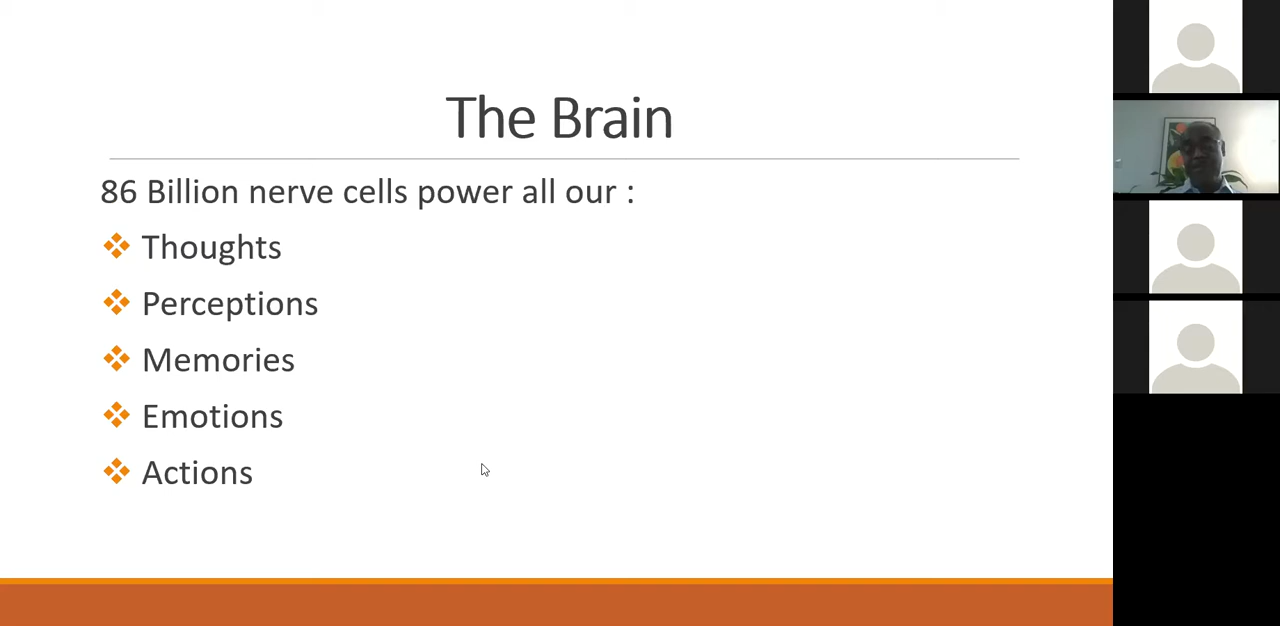 The Brain
86 Billion nerve cells power all our :
Thoughts
Perceptions
Memories
Emotions
Actions